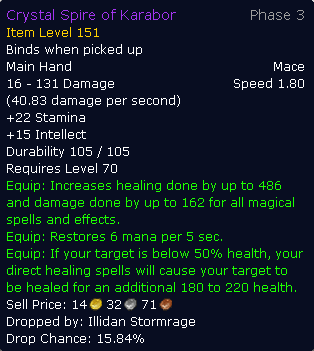 Crystal Spire of Karabor Phase 3
Item Level 151
Binds when picked up
Main Hand Mace
16 - 131 Damage Speed 1.80
(40.83 damage per second)
+22 Stamina
+15 Intellect
Durability 105 / 105
Requires Level 70
Equip: Increases healing done by up to 486
and damage done by up to 162 for all magical
spells and effects.
Equip: Restores 6 mana per 5 sec.
Equip: If your target is below 50% health, your
direct healing spells will cause your target to
be healed for an additional 180 to 220 health.
Sell Price: 14 32 71
Dropped by: Illidan Stormrage
Drop Chance: 15.84%